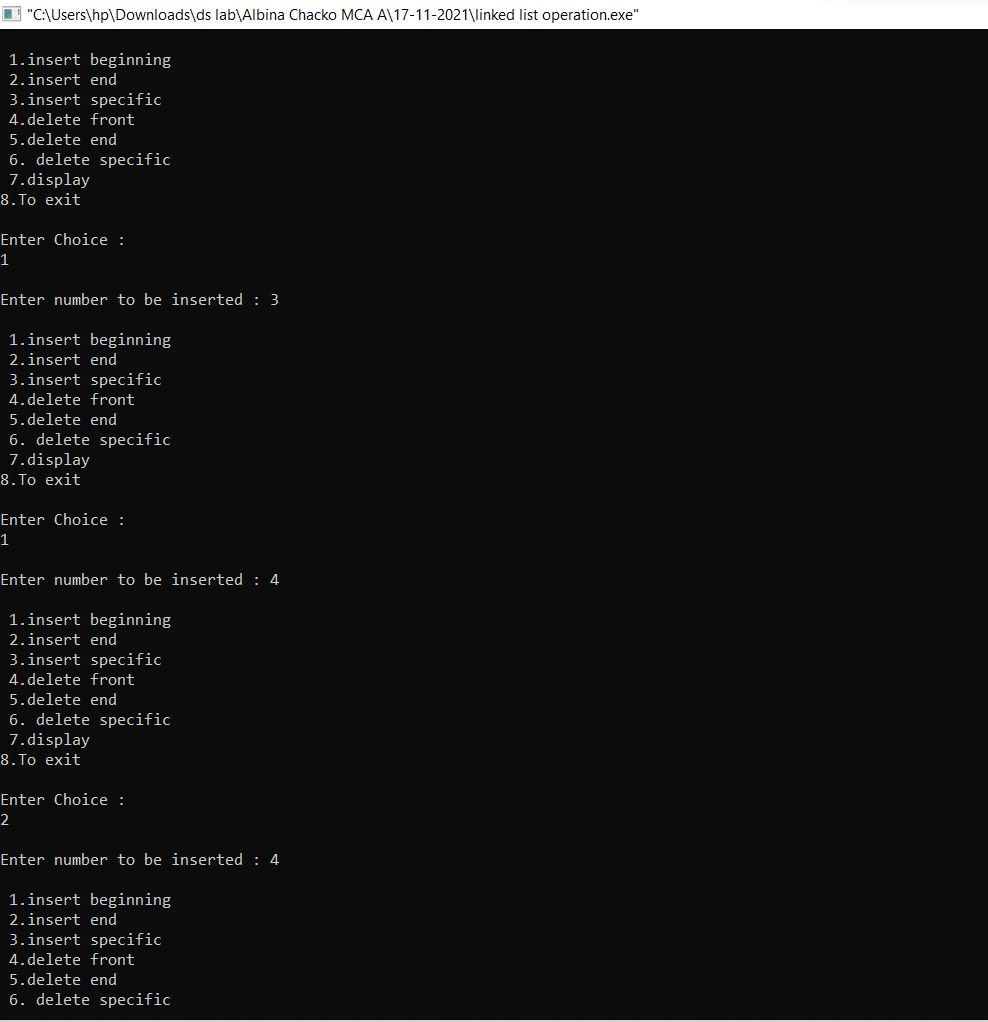 "C:\Users\hp\Downloads\ds lab\Albina Chacko MCA A\17-11-2021\linked list operation.exe"
1.insert beginning
2.insert end
3.insert specific
4.delete front
5.delete end
6. delete specific
7.display
8.To exit
Enter Choice :
1
Enter number to be inserted : 3
1.insert beginning
2.insert end
3.insert specific
4.delete front
5.delete end
6. delete specific
7.display
8.To exit
Enter Choice :
1
Enter number to be inserted : 4
1.insert beginning
2.insert end
3.insert specific
4.delete front
5.delete end
6. delete specific
7.display
8.To exit
Enter Choice :
2
Enter number to be inserted : 4
1.insert beginning
2.insert end
3.insert specific
4.delete front
5.delete end
6. delete specific